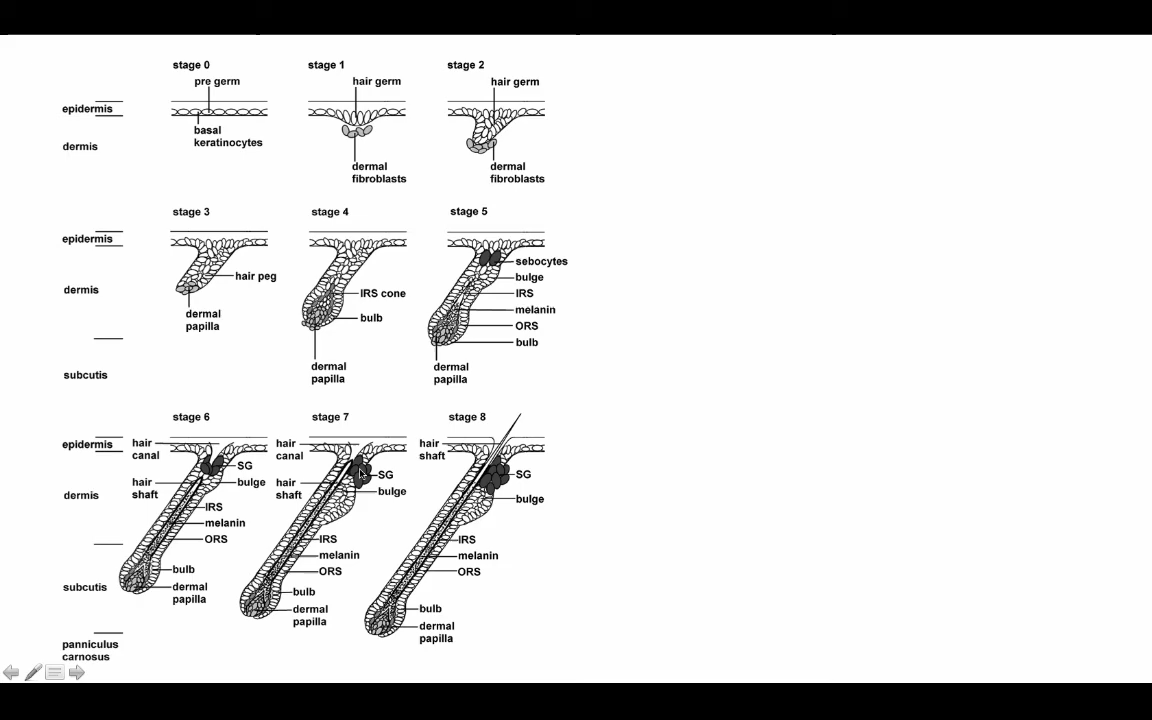 stage 0
pre germ
epidermis
basal
keratinocytes
dermis
stage 1
hair germ
dermal
fibroblasts
stage 2
hair germ
dermal
fibroblasts
stage 3
epidermis
hair peg
dermis
dermal
papilla
subcutis
stage 4
IRS cone
bulb
dermal
papilla
stage 5
sebocytes
bulge
IRS
melanin
ORS
bulb
dermal
papilla
stage 6
epidermis
hair
canal
SG
bulge
hair
shaft
dermis
IRS
melanin
ORS
bulb
subcutis
dermal
papilla
panniculus
carnosus
stage 7
hair
canal
SG
hair
shaft
bulge
IRS
melanin
ORS
bulb
dermal
papilla
stage 8
hair
shaft
SG
bulge
IRS
melanin
ORS
bulb
dermal
papilla